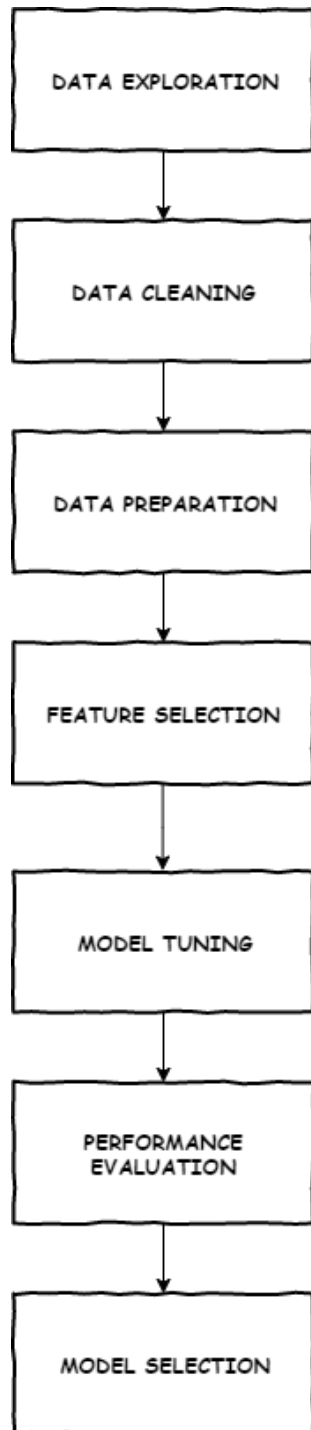 DATA EXPLORATION
DATA CLEANING
DATA PREPARATION
FEATURE SELECTION
MODEL TUNING
PERFORMANCE
EVALUATION
MODEL SELECTION